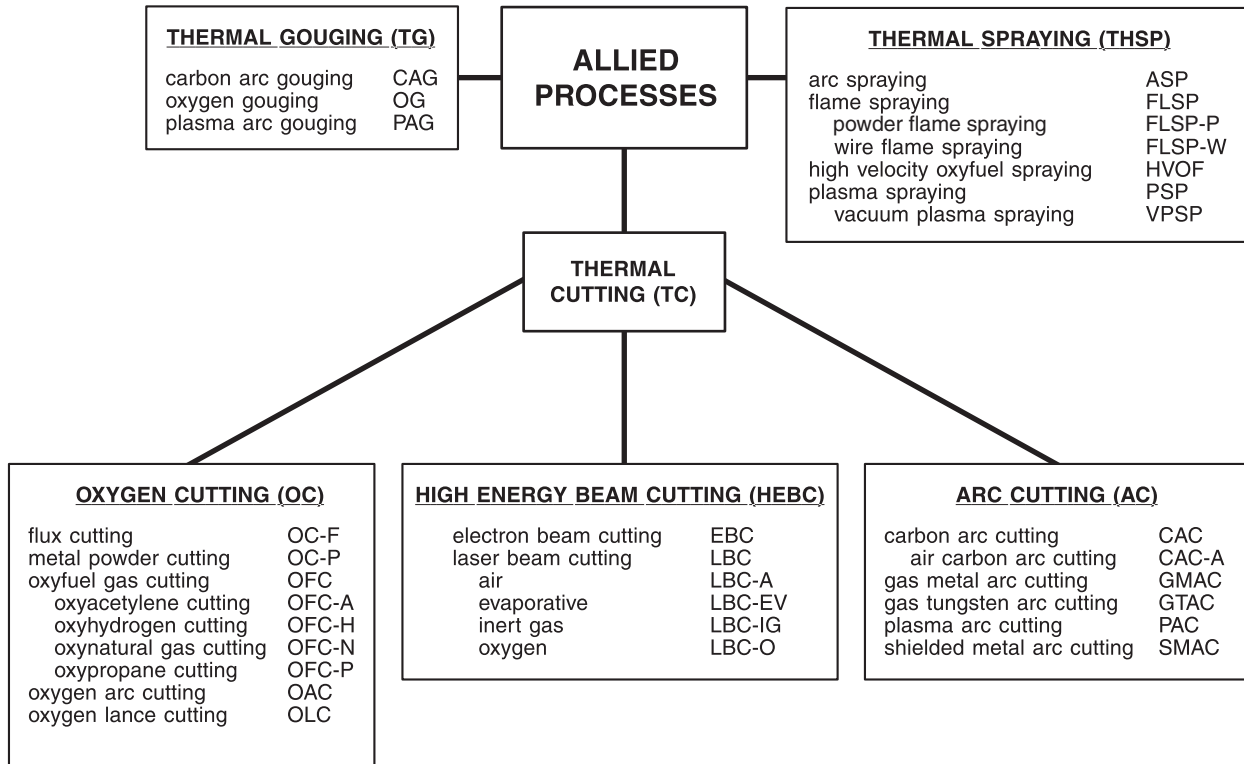 THERMAL GOUGING (TG)
carbon arc gouging CAG
oxygen gouging OG
plasma arc gouging PAG
ALLIED
PROCESSES
THERMAL SPRAYING (THSP)
arc spraying ASP
flame spraying FLSP
powder flame spraying FLSP-P
wire flame spraying FLSP-W
high velocity oxyfuel spraying HVOF
plasma spraying PSP
vacuum plasma spraying VPSP
THERMAL
CUTTING (TC)
OXYGEN CUTTING (OC)
flux cutting OC-F
metal powder cutting OC-P
oxyfuel gas cutting OFC
oxyacetylene cutting OFC-A
oxyhydrogen cutting OFC-H
oxynatural gas cutting OFC-N
oxypropane cutting OFC-P
oxygen arc cutting OAC
oxygen lance cutting OLC
HIGH ENERGY BEAM CUTTING (HEBC)
electron beam cutting EBC
laser beam cutting LBC
air LBC-A
evaporative LBC-EV
inert gas LBC-IG
oxygen LBC-O
ARC CUTTING (AC)
carbon arc cutting CAC
air carbon arc cutting CAC-A
gas metal arc cutting GMAC
gas tungsten arc cutting GTAC
plasma arc cutting PAC
shielded metal arc cutting SMAC